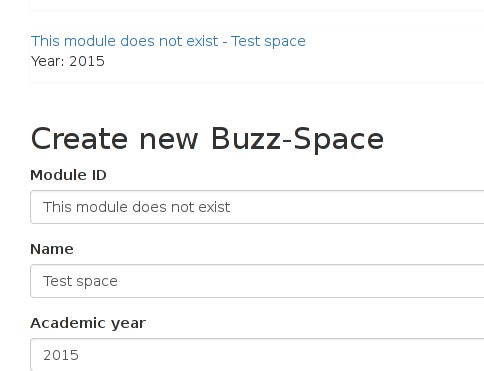 This module does not exist - Test space
Year: 2015
Create new Buzz-Space
Module ID
This module does not exist
Name
Test space
Academic year
2015